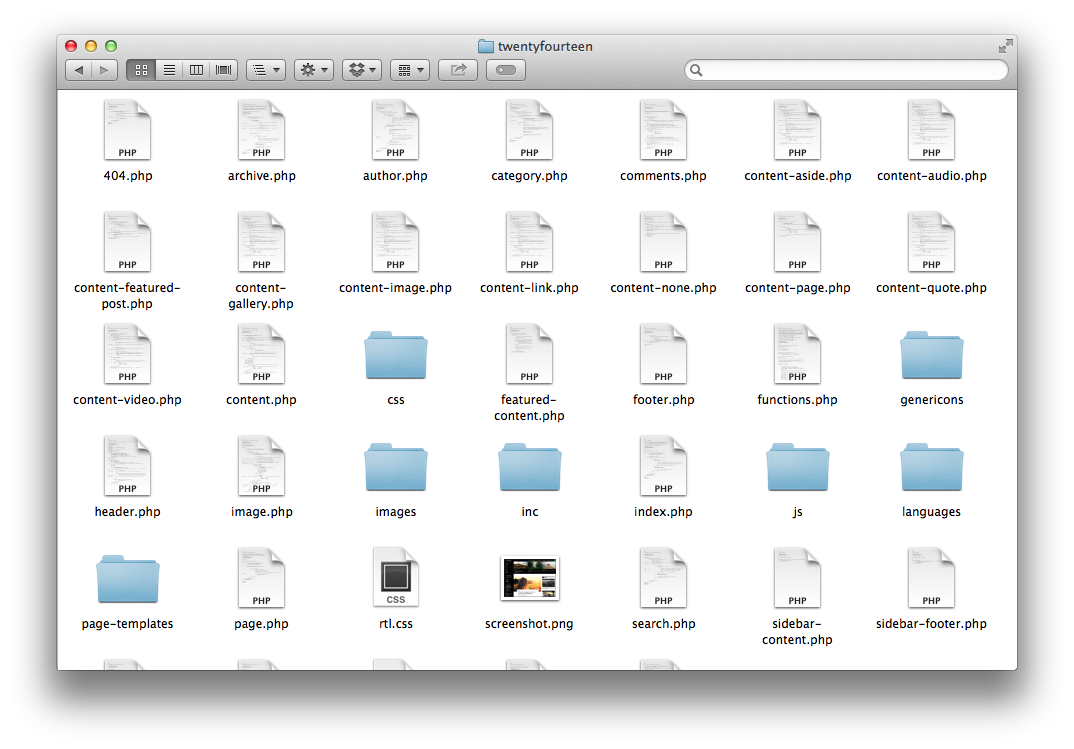 twentyfourteen
PHP PHP PHP PHP PHP PHP PHP
404.php archive.php author.php category.php comments.php content-aside.php content-audio.php
PHP PHP PHP PHP PHP PHP PHP
content-featured- content- content-image.php content-link.php content-none.php content-page.php content-quote.php
post.php gallery.php
PHP PHP PHP PHP PHP
content-video.php content.php css featured- footer.php functions.php genericons
content.php
PHP PHP PHP
header.php image.php images inc index.php js languages
PHP CSS PHP PHP PHP
page-templates page.php rtl.css screenshot.png search.php sidebar- sidebar-footer.php
content.php